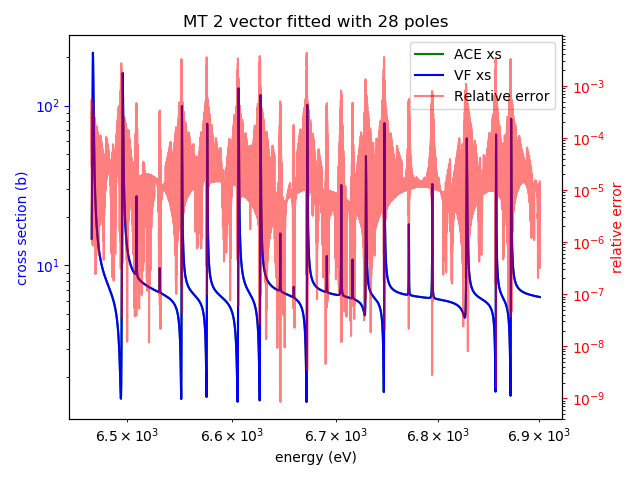 MT 2 vector fitted with 28 poles
ACE xs
VF xs
Relative error
10²
10¹
cross section (b)
10⁻³
10⁻⁴
10⁻⁵
10⁻⁶
10⁻⁷
10⁻⁸
10⁻⁹
relative error
6.5 × 10³
6.6 × 10³
6.7 × 10³
6.8 × 10³
6.9 × 10³
energy (eV)